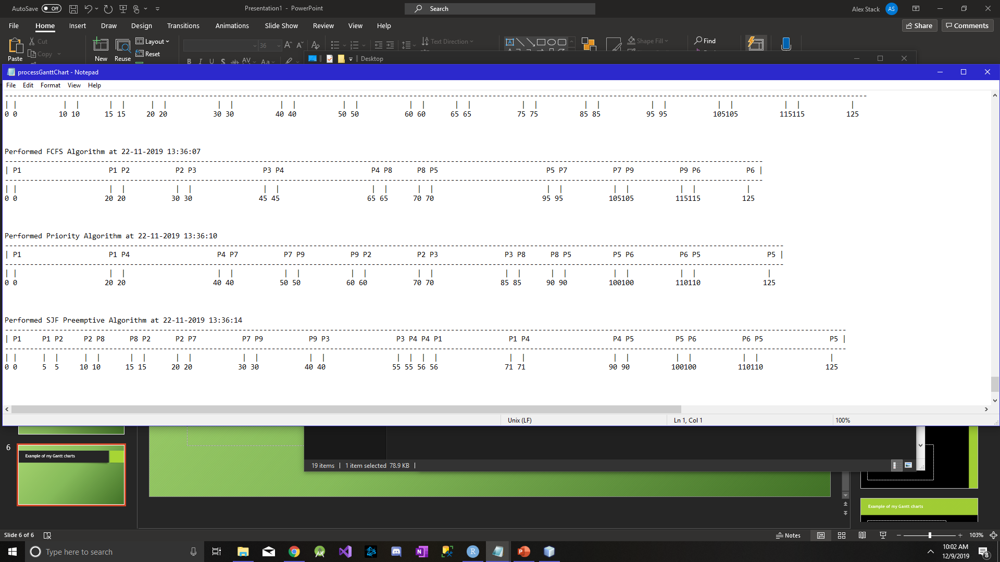 AutoSave Off Presentation1 - PowerPoint Search Alex Stack AS
File Home Insert Draw Design Transitions Animations Slide Show Review View Help Share Comments
Paste Cut Copy New Reuse Layout Reset 36 Text Direction Shape Fill Find
B I U S ab AV Aa Desktop
processGanttChart - Notepad
File Edit Format View Help
--------------------------------------------------
| | | | | | | | | | | | | | | | | | | | | | | | | | |
0 0 10 10 15 15 20 20 30 30 40 40 50 50 60 60 65 65 75 75 85 85 95 95 105105 115115 125
Performed FCFS Algorithm at 22-11-2019 13:36:07
--------------------------------------------------
| P1 P1 P2 P2 P3 P3 P4 P4 P8 P8 P5 P5 P7 P7 P9 P9 P6 P6 |
--------------------------------------------------
| | | | | | | | | | | | | | | | | | |
0 0 20 20 30 30 45 45 65 65 70 70 95 95 105105 115115 125
Performed Priority Algorithm at 22-11-2019 13:36:10
--------------------------------------------------
| P1 P1 P4 P4 P7 P7 P9 P9 P2 P2 P3 P3 P8 P8 P5 P5 P6 P6 P5 P5 |
--------------------------------------------------
| | | | | | | | | | | | | | | | | | | | |
0 0 20 20 40 40 50 50 60 60 70 70 85 85 90 90 100100 110110 125
Performed SJF Preemptive Algorithm at 22-11-2019 13:36:14
--------------------------------------------------
| P1 P1 P2 P2 P8 P8 P2 P2 P7 P7 P9 P9 P3 P3 P4 P4 P1 P1 P4 P4 P5 P5 P6 P6 P5 P5 |
--------------------------------------------------
| | | | | | | | | | | | | | | | | | | | | | | | | | |
0 0 5 5 10 10 15 15 20 20 30 30 40 40 55 55 56 56 71 71 90 90 100100 110110 125
Unix (LF) Ln 1, Col 1 100%
6
Example of my Gantt charts
19 items 1 item selected 78.9 KB
Example of my Gantt charts
Slide 6 of 6 Notes 103%
Type here to search 10:02 AM
12/9/2019 8